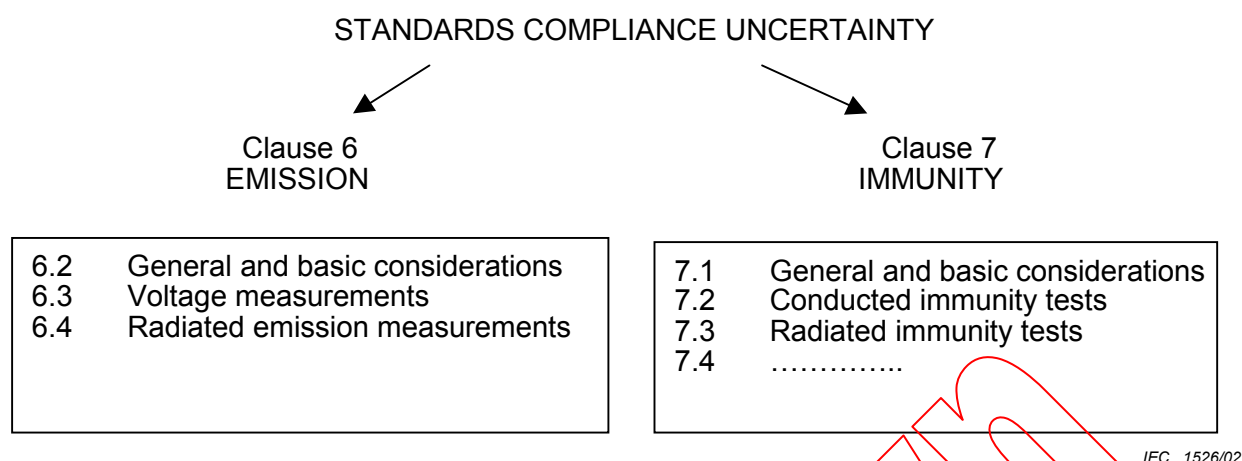 STANDARDS COMPLIANCE UNCERTAINTY
Clause 6
EMISSION
Clause 7
IMMUNITY
6.2 General and basic considerations
6.3 Voltage measurements
6.4 Radiated emission measurements
7.1 General and basic considerations
7.2 Conducted immunity tests
7.3 Radiated immunity tests
7.4 …………..
IEC 1526/02